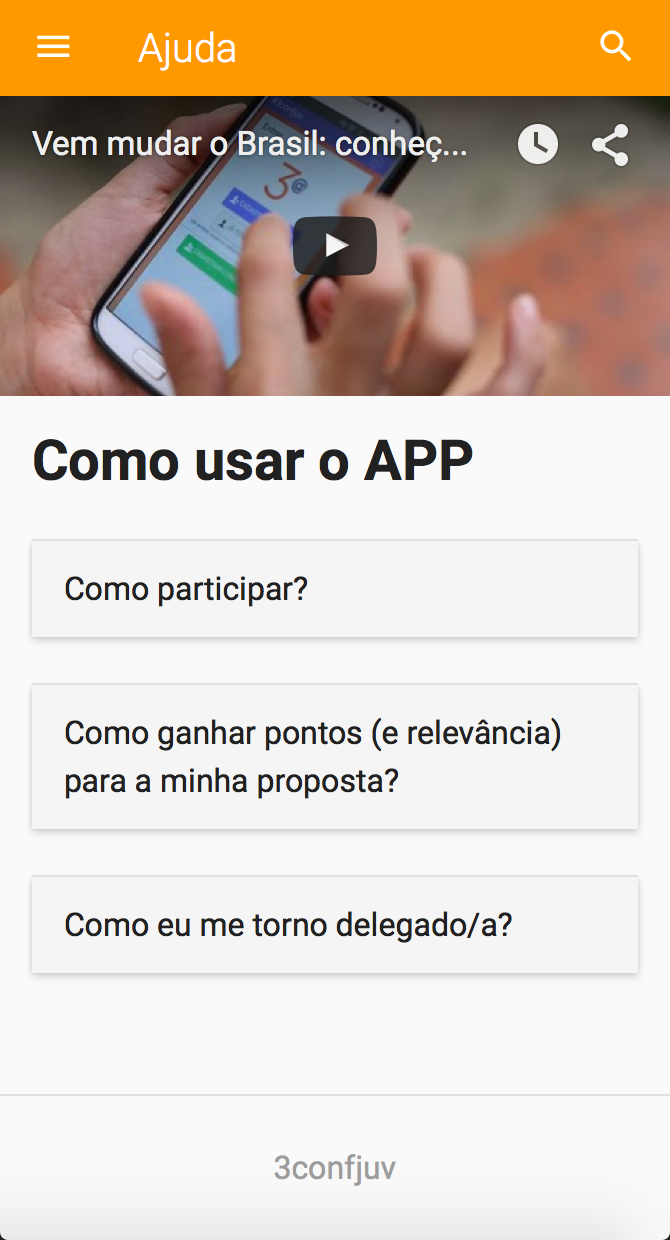 Ajuda
Vem mudar o Brasil: conheç...
3@
Como usar o APP
Como participar?
Como ganhar pontos (e relevância)
para a minha proposta?
Como eu me torno delegado/a?
3confjuv